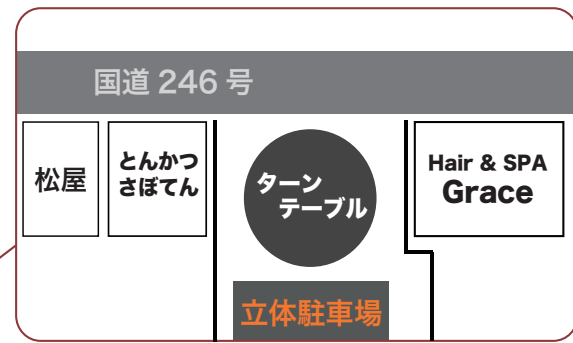 国道 246 号
松屋
とんかつ
さぼてん
ターン
テーブル
Hair & SPA
Grace
立体駐車場